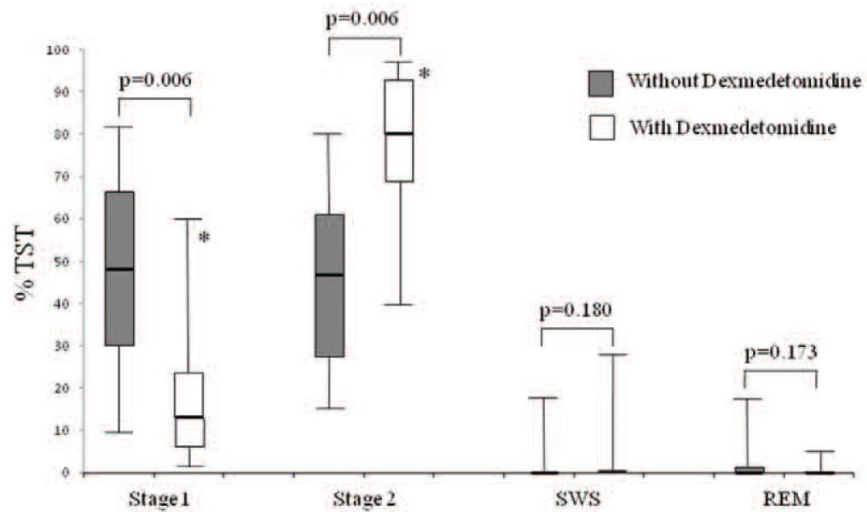 p=0.006
p=0.006
100
90
80
70
60
50
40
30
20
10
0
% TST
*
*
Without Dexmedetomidine
With Dexmedetomidine
p=0.180
p=0.173
Stage 1
Stage 2
SWS
REM